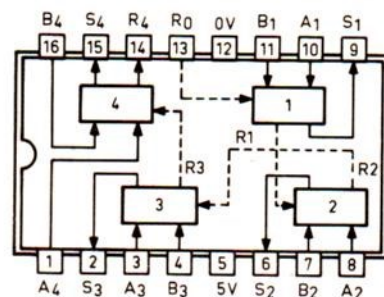 B4 S4 R4 R0 0V B1 A1 S1
16 15 14 13 12 11 10 9
4 1
R1
R3 R2
3 2
1 2 3 4 5 6 7 8
A4 S3 A3 B3 5V S2 B2 A2